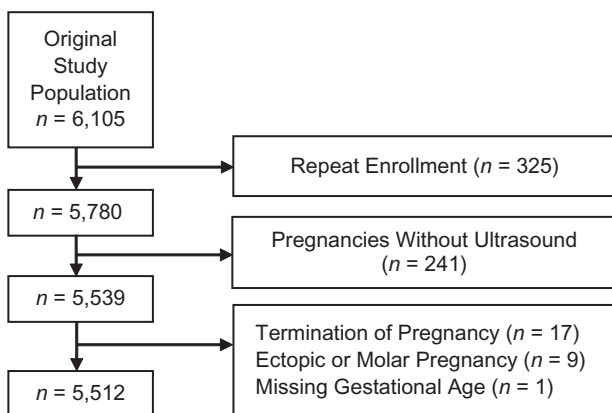 Original
Study
Population
n = 6,105
Repeat Enrollment (n = 325)
n = 5,780
Pregnancies Without Ultrasound
(n = 241)
n = 5,539
Termination of Pregnancy (n = 17)
Ectopic or Molar Pregnancy (n = 9)
Missing Gestational Age (n = 1)
n = 5,512